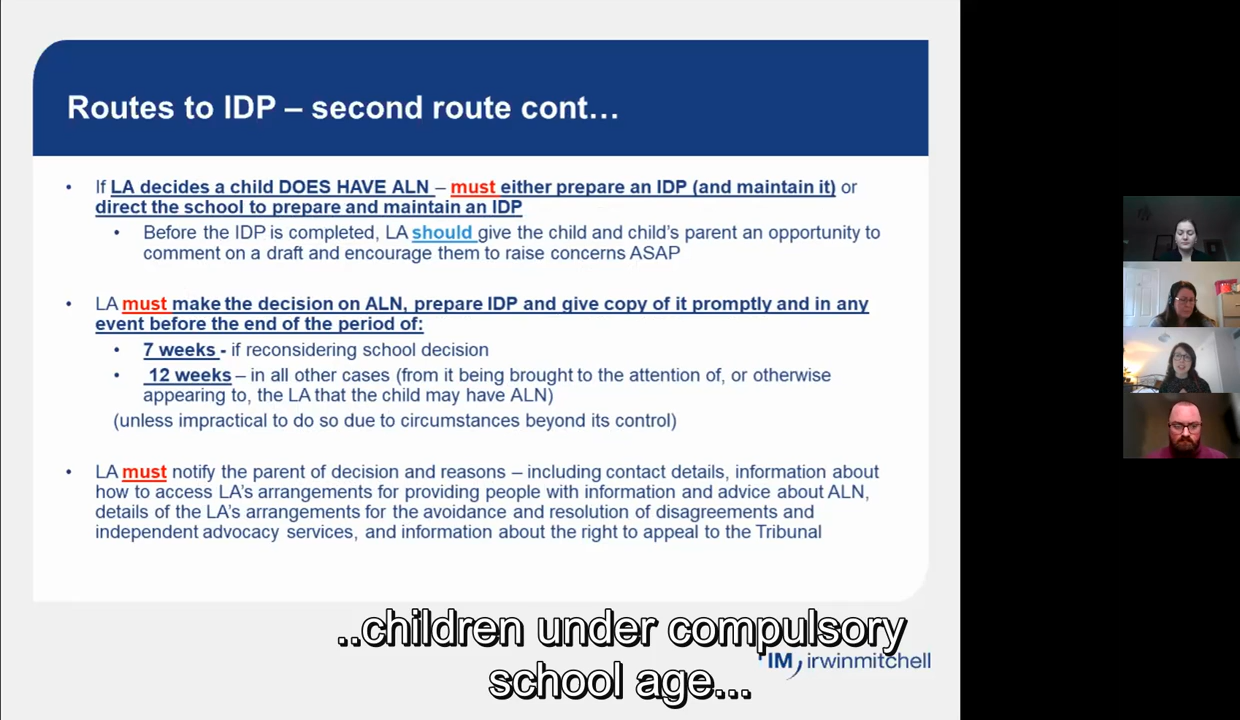 Routes to IDP – second route cont…
• If LA decides a child DOES HAVE ALN – must either prepare an IDP (and maintain it) or
direct the school to prepare and maintain an IDP
• Before the IDP is completed, LA should give the child and child's parent an opportunity to
comment on a draft and encourage them to raise concerns ASAP
• LA must make the decision on ALN, prepare IDP and give copy of it promptly and in any
event before the end of the period of:
• 7 weeks - if reconsidering school decision
• 12 weeks – in all other cases (from it being brought to the attention of, or otherwise
appearing to, the LA that the child may have ALN)
(unless impractical to do so due to circumstances beyond its control)
• LA must notify the parent of decision and reasons – including contact details, information about
how to access LA's arrangements for providing people with information and advice about ALN,
details of the LA's arrangements for the avoidance and resolution of disagreements and
independent advocacy services, and information about the right to appeal to the Tribunal
..children under compulsory
school age...
IM irwinmitchell